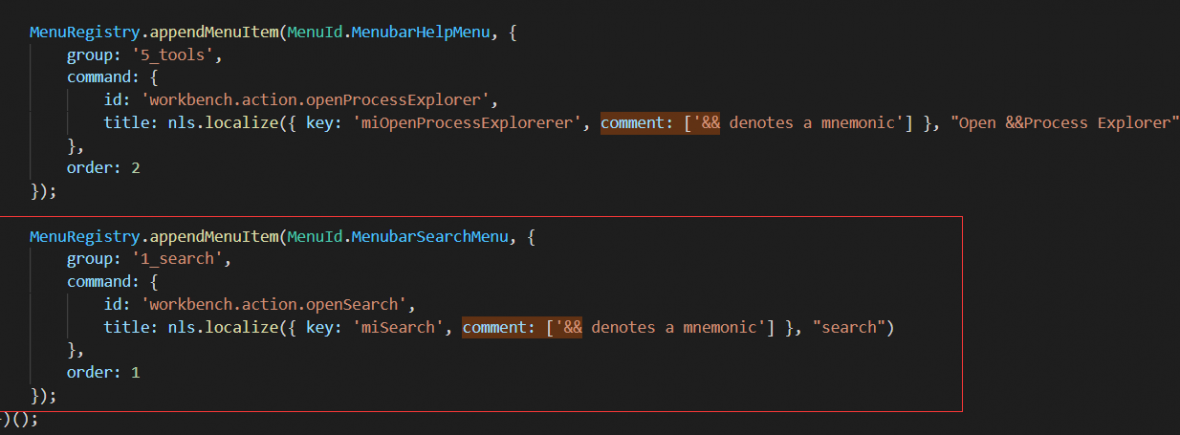 MenuRegistry.appendMenuItem(MenuId.MenubarHelpMenu, {
group: '5_tools',
command: {
id: 'workbench.action.openProcessExplorer',
title: nls.localize({ key: 'miOpenProcessExplorerer', comment: ['&& denotes a mnemonic'] }, "Open &&Process Explorer"
},
order: 2
});
MenuRegistry.appendMenuItem(MenuId.MenubarSearchMenu, {
group: '1_search',
command: {
id: 'workbench.action.openSearch',
title: nls.localize({ key: 'miSearch', comment: ['&& denotes a mnemonic'] }, "search")
},
order: 1
});
})();